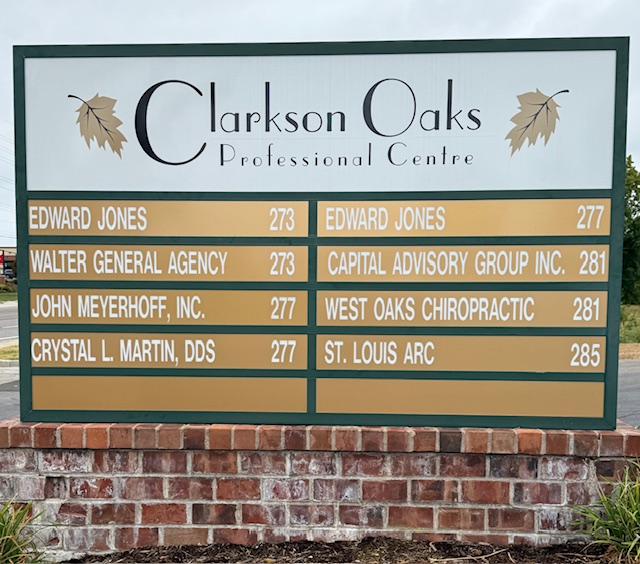 Clarkson Oaks
Professional Centre
EDWARD JONES 273
WALTER GENERAL AGENCY 273
JOHN MEYERHOFF, INC. 277
CRYSTAL L. MARTIN, DDS 277
EDWARD JONES 277
CAPITAL ADVISORY GROUP INC. 281
WEST OAKS CHIROPRACTIC 281
ST. LOUIS ARC 285